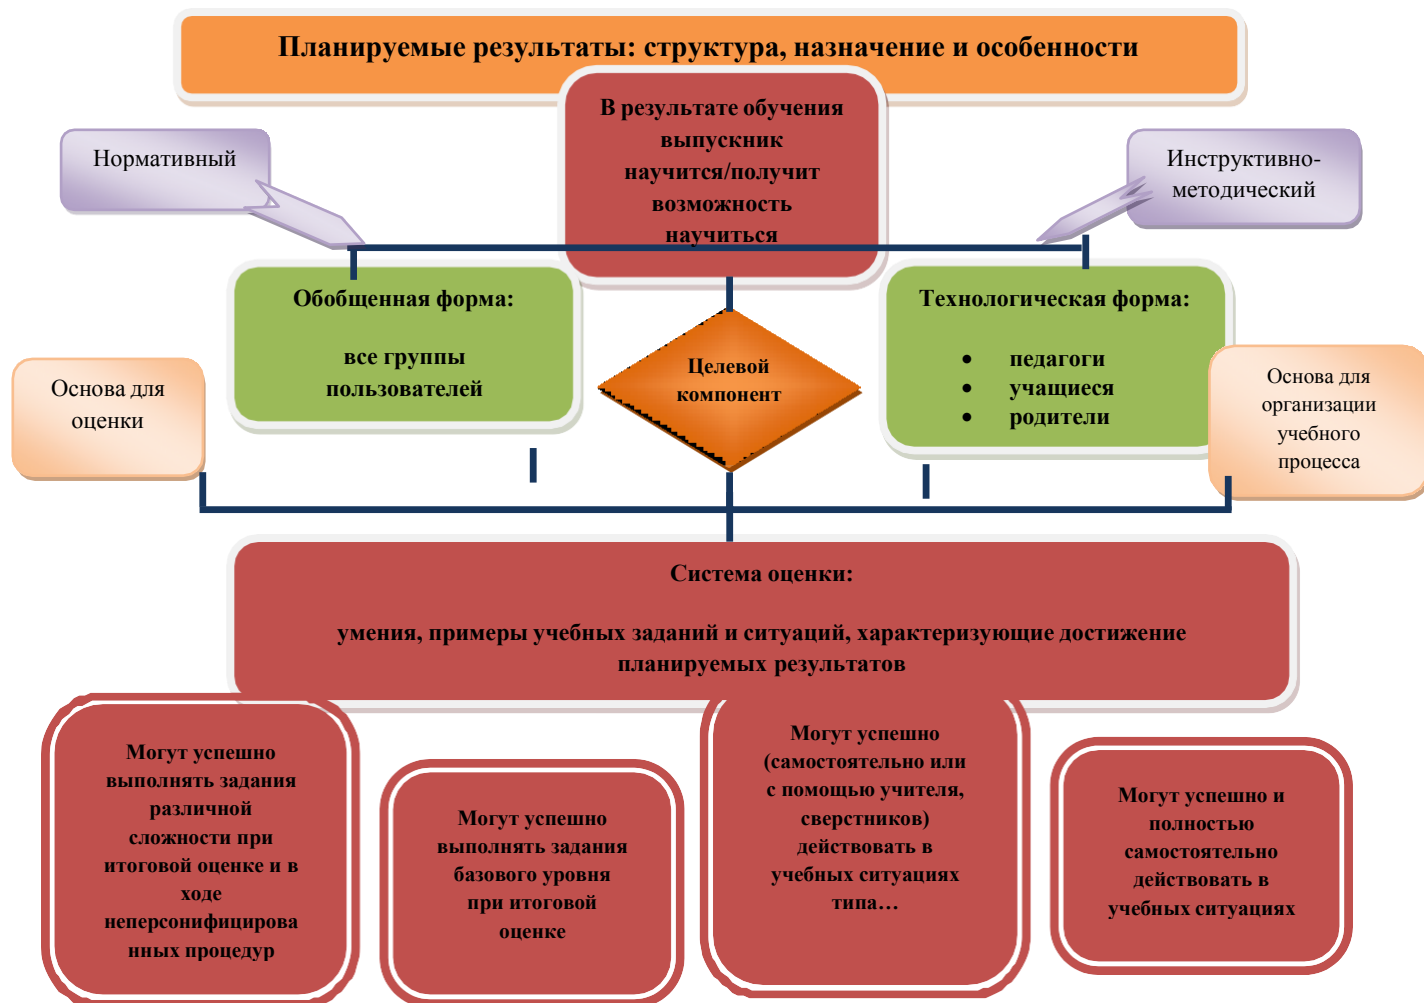 Планируемые результаты: структура, назначение и особенности
В результате обучения
выпускник
научится/получит
возможность
научиться
Нормативный
Инструктивно-
методический
Обобщенная форма:
все группы
пользователей
Целевой
компонент
Технологическая форма:
• педагоги
• учащиеся
• родители
Основа для
оценки
Основа для
организации
учебного
процесса
Система оценки:
умения, примеры учебных заданий и ситуаций, характеризующие достижение
планируемых результатов
Могут успешно
выполнять задания
различной
сложности при
итоговой оценке и в
ходе
неперсонифицирова
нных процедур
Могут успешно
выполнять задания
базового уровня
при итоговой
оценке
Могут успешно
(самостоятельно или
с помощью учителя,
сверстников)
действовать в
учебных ситуациях
типа…
Могут успешно и
полностью
самостоятельно
действовать в
учебных ситуациях